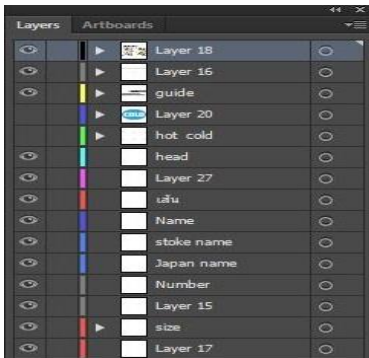 Layers Artboards
Layer 18
Layer 16
guide
COLD Layer 20
hot cold
head
Layer 27
เส้น
Name
stoke name
Japan name
Number
Layer 15
size
Layer 17